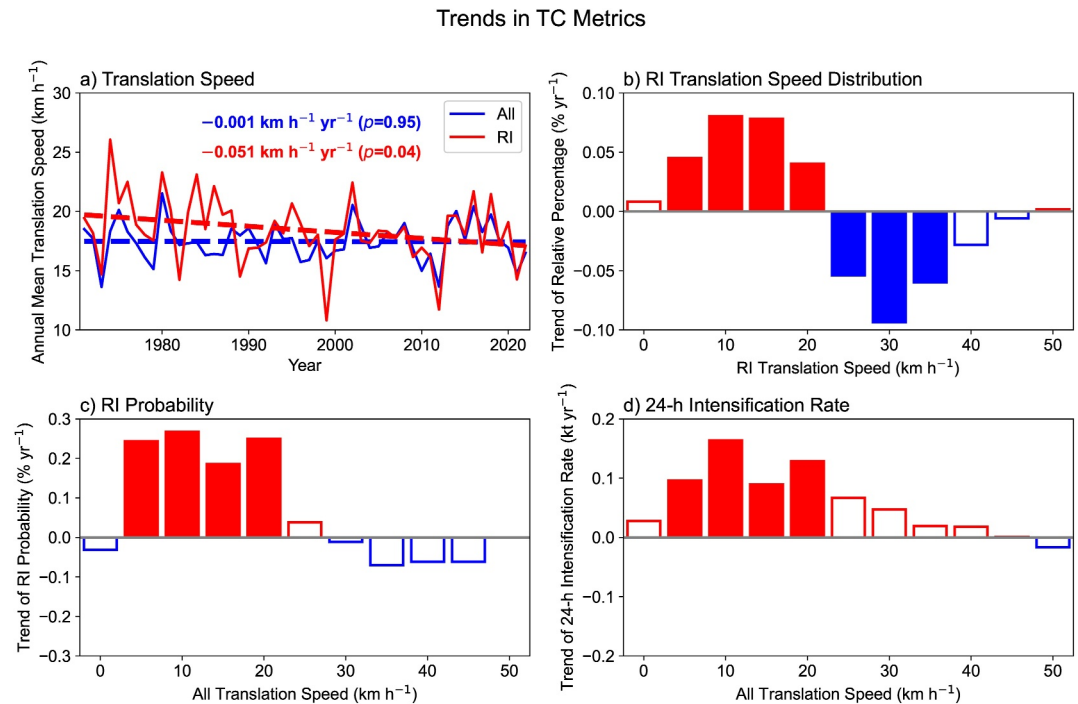 Trends in TC Metrics
a) Translation Speed
Annual Mean Translation Speed (km h⁻¹)
30
25
20
15
10
−0.001 km h⁻¹ yr⁻¹ (p=0.95)
−0.051 km h⁻¹ yr⁻¹ (p=0.04)
All
RI
1980
1990
2000
2010
2020
Year
b) RI Translation Speed Distribution
Trend of Relative Percentage (% yr⁻¹)
0.10
0.05
0.00
−0.05
−0.10
0
10
20
30
40
50
RI Translation Speed (km h⁻¹)
c) RI Probability
Trend of RI Probability (% yr⁻¹)
0.3
0.2
0.1
0.0
−0.1
−0.2
−0.3
0
10
20
30
40
50
All Translation Speed (km h⁻¹)
d) 24-h Intensification Rate
Trend of 24-h Intensification Rate (kt yr⁻¹)
0.2
0.1
0.0
−0.1
−0.2
0
10
20
30
40
50
All Translation Speed (km h⁻¹)